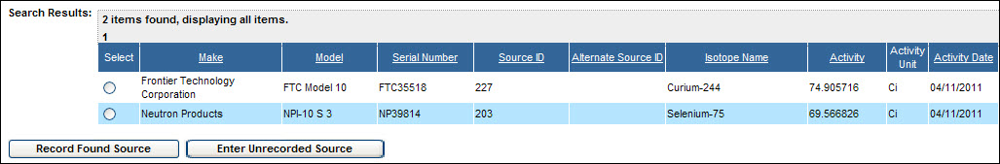 Search Results:
2 items found, displaying all items.
1
Select Make Model Serial Number Source ID Alternate Source ID Isotope Name Activity Activity Unit Activity Date
Frontier Technology Corporation FTC Model 10 FTC35518 227 Curium-244 74.905716 Ci 04/11/2011
Neutron Products NPI-10 S 3 NP39814 203 Selenium-75 69.566826 Ci 04/11/2011
Record Found Source Enter Unrecorded Source